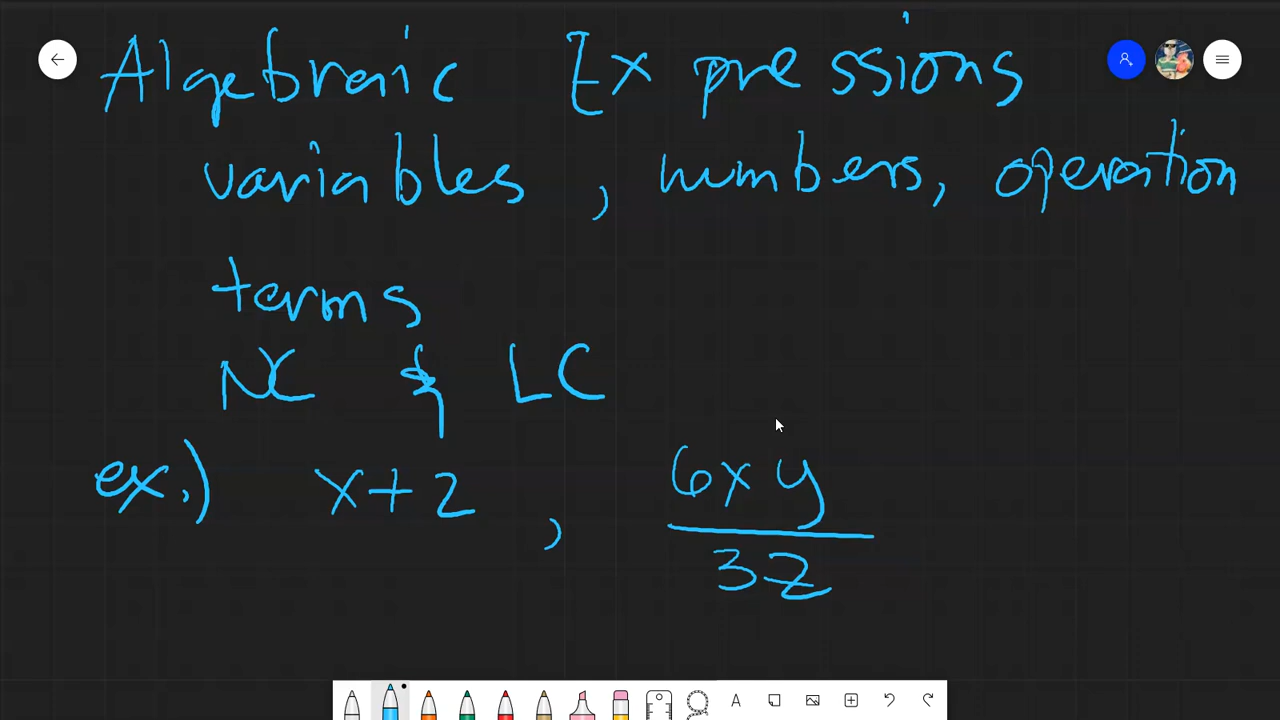 Algebraic Expressions
variables, numbers, operation
terms
NC & LC
ex.) x+2, 6xy
3z